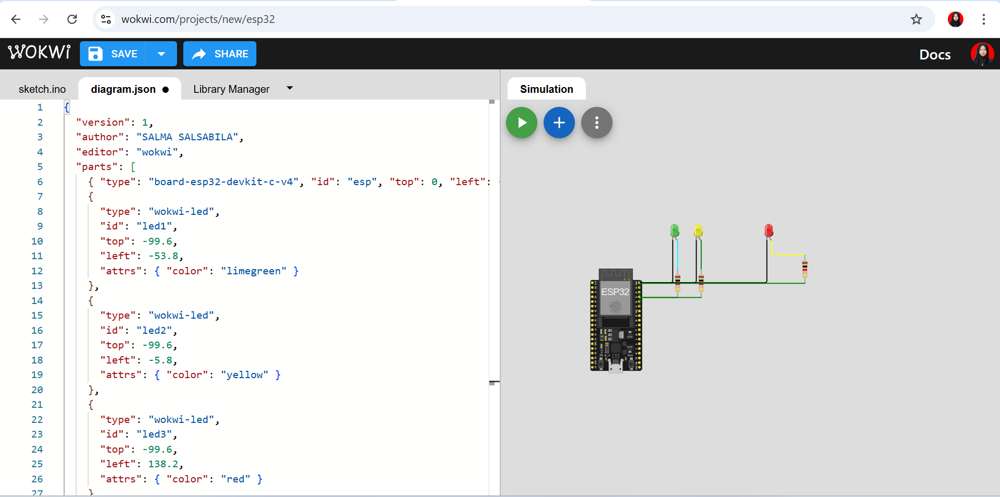 wokwi.com/projects/new/esp32
WOKWi SAVE SHARE Docs
sketch.ino diagram.json Library Manager Simulation
1 {
2 "version": 1,
3 "author": "SALMA SALSABILA",
4 "editor": "wokwi",
5 "parts": [
6 { "type": "board-esp32-devkit-c-v4", "id": "esp", "top": 0, "left":
7 {
8 "type": "wokwi-led",
9 "id": "led1",
10 "top": -99.6,
11 "left": -53.8,
12 "attrs": { "color": "limegreen" }
13 },
14 {
15 "type": "wokwi-led",
16 "id": "led2",
17 "top": -99.6,
18 "left": -5.8,
19 "attrs": { "color": "yellow" }
20 },
21 {
22 "type": "wokwi-led",
23 "id": "led3",
24 "top": -99.6,
25 "left": 138.2,
26 "attrs": { "color": "red" }
27 }
ESP32